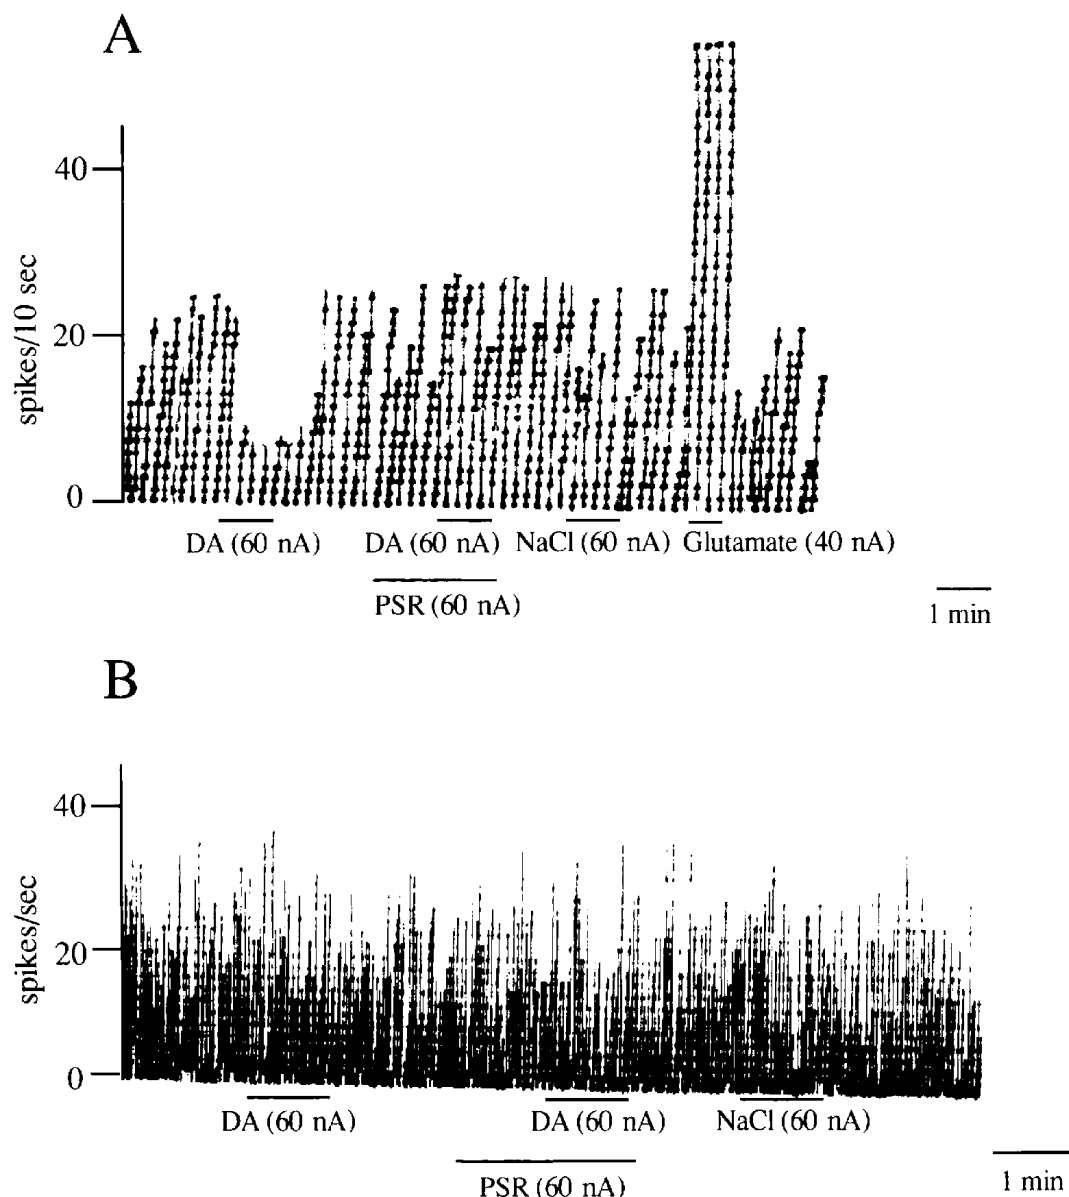 A
40
20
0
spikes/10 sec
DA (60 nA) DA (60 nA) NaCl (60 nA) Glutamate (40 nA)
PSR (60 nA)
1 min
B
40
20
0
spikes/sec
DA (60 nA) DA (60 nA) NaCl (60 nA)
PSR (60 nA)
1 min